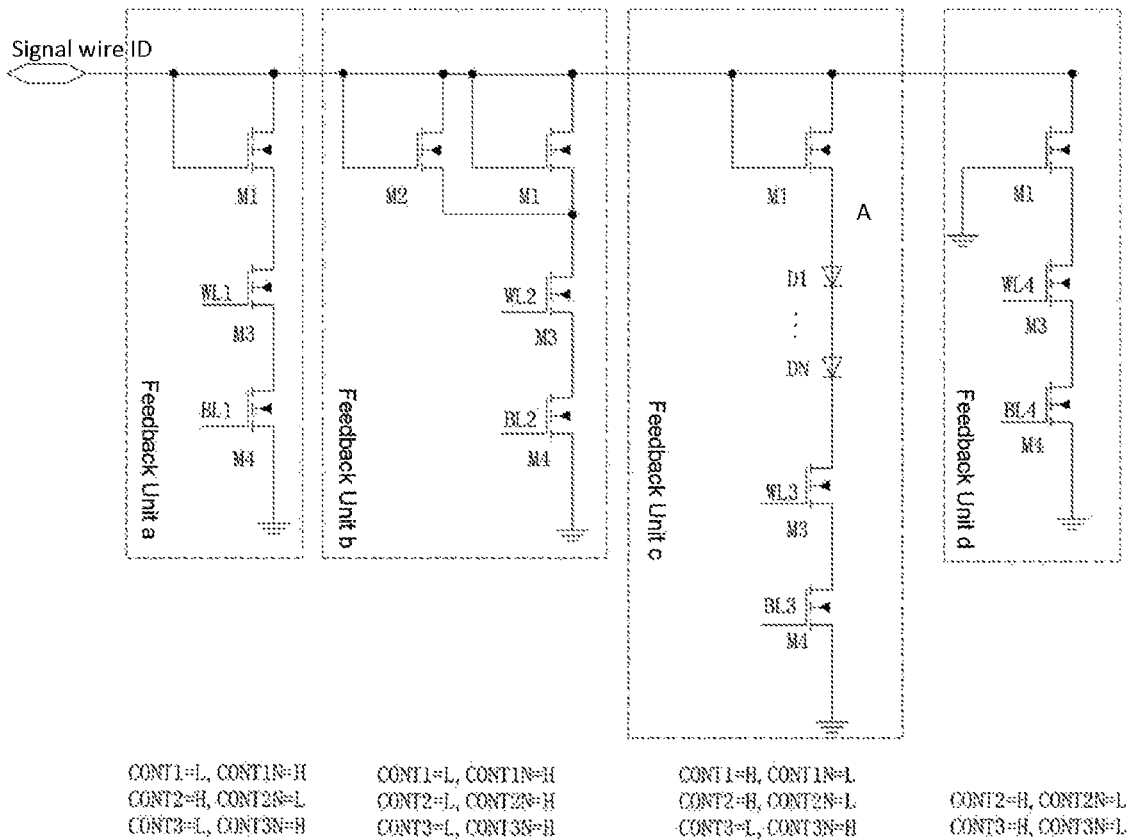 Signal wire ID
M1
M2
M1
M1
A
M1
WL1
M3
WL2
M3
D1
WL4
M3
DN
BL1
M4
BL2
M4
BL4
M4
WL3
M3
BL3
M4
Feedback Unit a
Feedback Unit b
Feedback Unit c
Feedback Unit d
CONT1=L, CONT1N=H
CONT2=H, CONT2N=L
CONT3=L, CONT3N=H
CONT1=L, CONT1N=H
CONT2=L, CONT2N=H
CONT3=L, CONT3N=H
CONT1=H, CONT1N=L
CONT2=H, CONT2N=L
CONT3=L, CONT3N=H
CONT2=H, CONT2N=L
CONT3=H, CONT3N=L